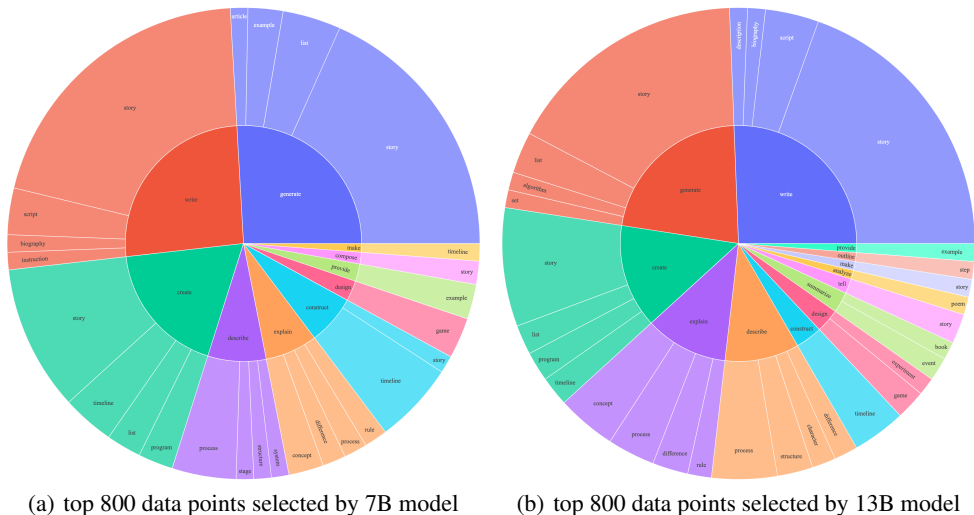 article
example
list
story
generate
story
write
script
biography
instruction
create
story
timeline
list
program
describe
process
stage
structure
system
explain
concept
difference
process
rule
construct
timeline
story
design
game
provide
example
compose
story
make
timeline
(a) top 800 data points selected by 7B model
description
biography
script
story
write
story
generate
list
algorithm
set
create
story
list
program
timeline
explain
concept
process
difference
rule
describe
process
structure
character
difference
construct
timeline
design
game
experiment
summarize
event
book
tell
story
analyze
poem
make
story
outline
step
provide
example
(b) top 800 data points selected by 13B model